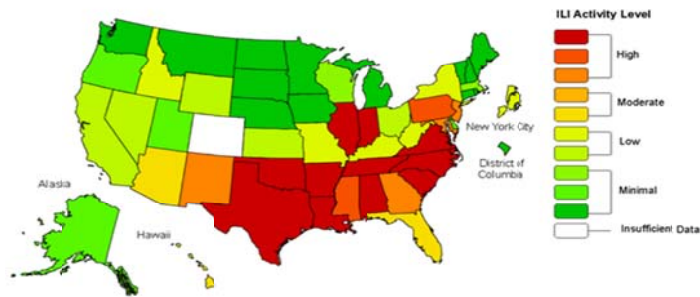 ILI Activity Level
High
Moderate
Low
Minimal
Insufficient Data
New York City
District of
Columbia
Alaska
Hawaii